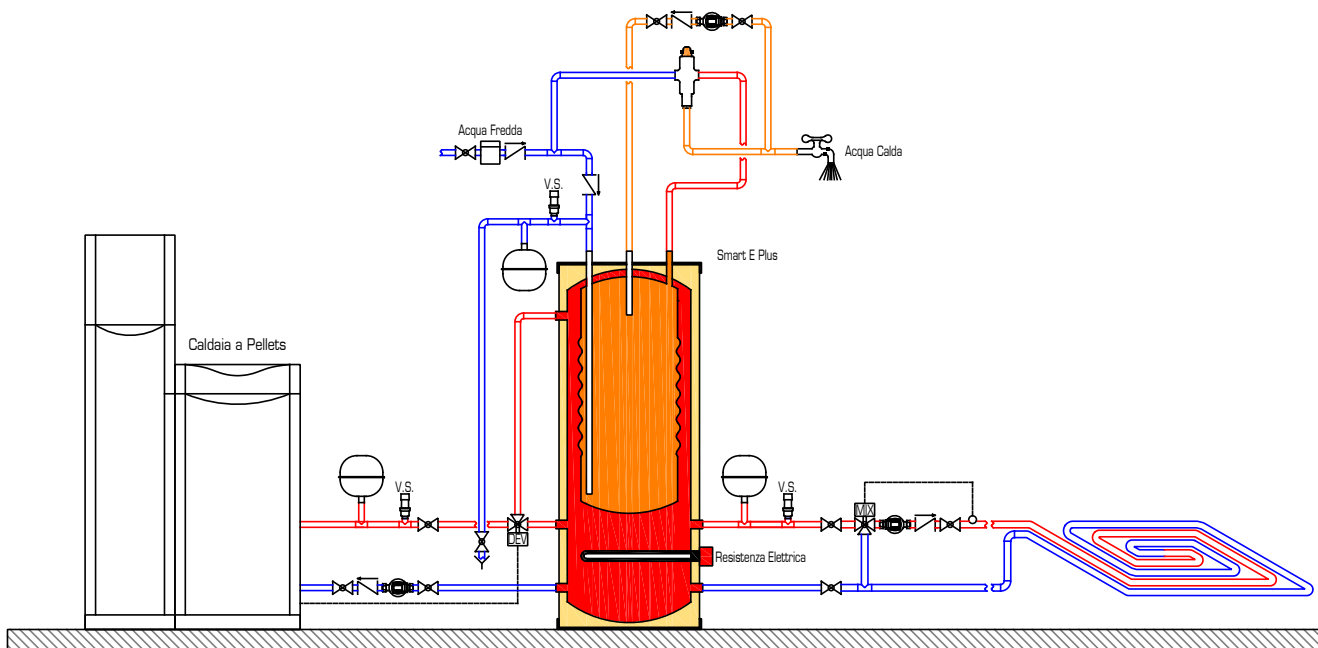 Acqua Fredda
Acqua Calda
V.S.
Smart E Plus
Caldaia a Pellets
V.S.
V.S.
MIX
DEV
Resistenza Elettrica